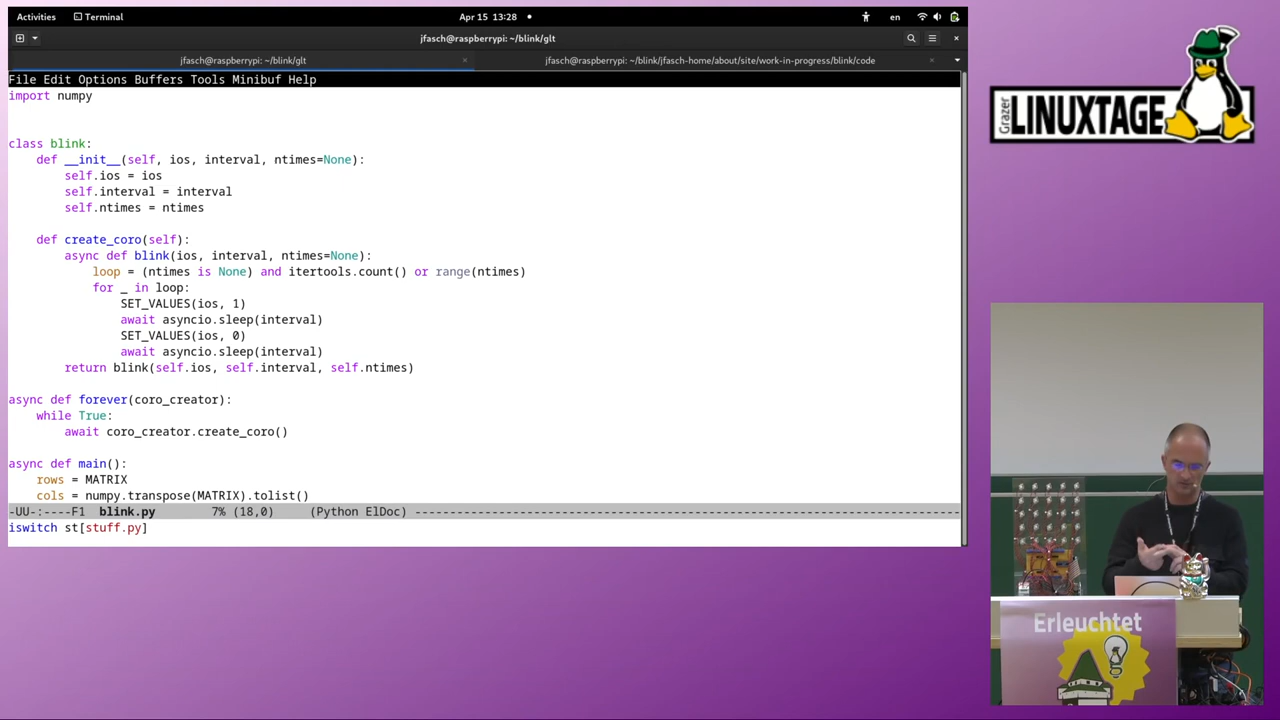 Activities
Terminal
Apr 15 13:28
en
jfasch@raspberrypi: ~/blink/glt
jfasch@raspberrypi: ~/blink/glt
jfasch@raspberrypi: ~/blink/jfasch-home/about/site/work-in-progress/blink/code
File Edit Options Buffers Tools Minibuf Help
import numpy
class blink:
    def __init__(self, ios, interval, ntimes=None):
        self.ios = ios
        self.interval = interval
        self.ntimes = ntimes
    def create_coro(self):
        async def blink(ios, interval, ntimes=None):
            loop = (ntimes is None) and itertools.count() or range(ntimes)
            for _ in loop:
                SET_VALUES(ios, 1)
                await asyncio.sleep(interval)
                SET_VALUES(ios, 0)
                await asyncio.sleep(interval)
        return blink(self.ios, self.interval, self.ntimes)
async def forever(coro_creator):
    while True:
        await coro_creator.create_coro()
async def main():
    rows = MATRIX
    cols = numpy.transpose(MATRIX).tolist()
-UU-:----F1  blink.py        7% (18,0)     (Python ElDoc) ------------------------------------------------------------------------------
iswitch st[stuff.py]
Grazer
LINUXTAGE
Erleuchtet